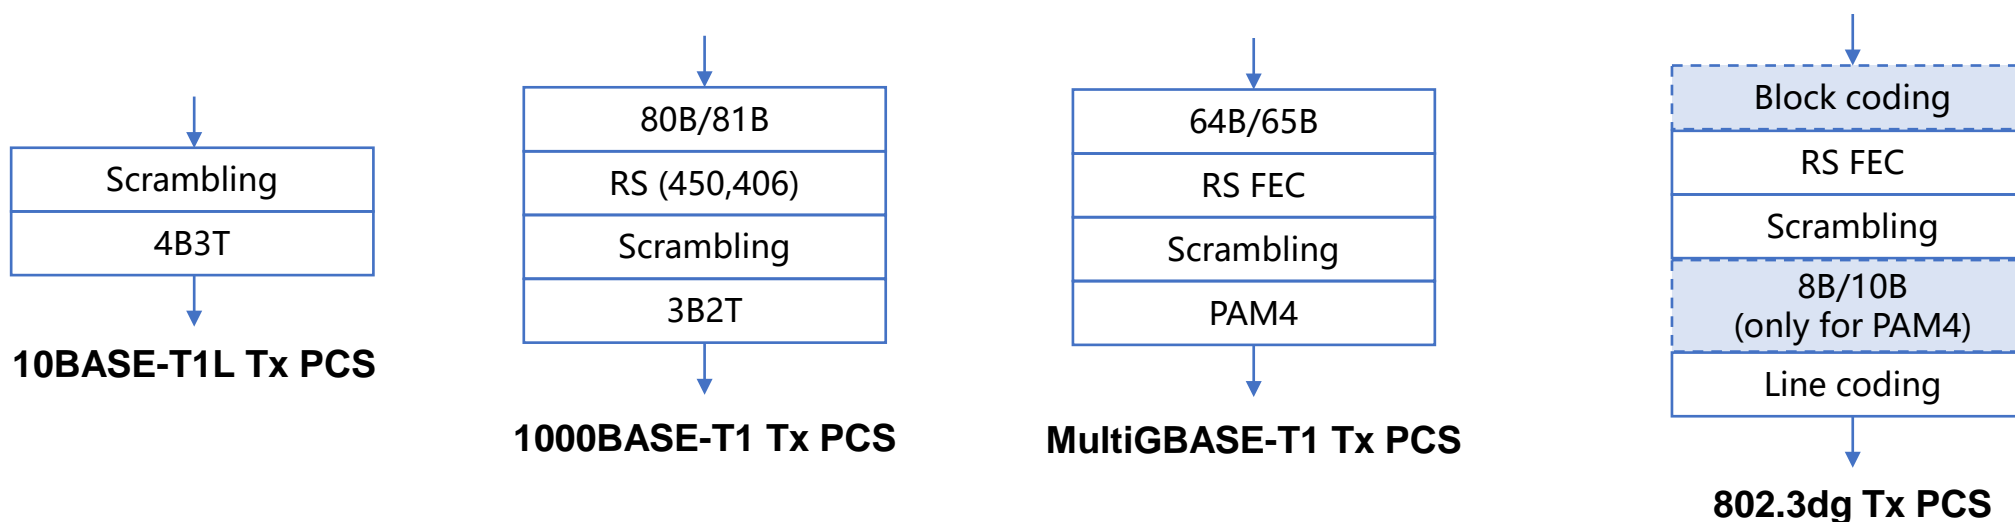 Scrambling
4B3T
10BASE-T1L Tx PCS
80B/81B
RS (450,406)
Scrambling
3B2T
1000BASE-T1 Tx PCS
64B/65B
RS FEC
Scrambling
PAM4
MultiGBASE-T1 Tx PCS
Block coding
RS FEC
Scrambling
8B/10B
(only for PAM4)
Line coding
802.3dg Tx PCS